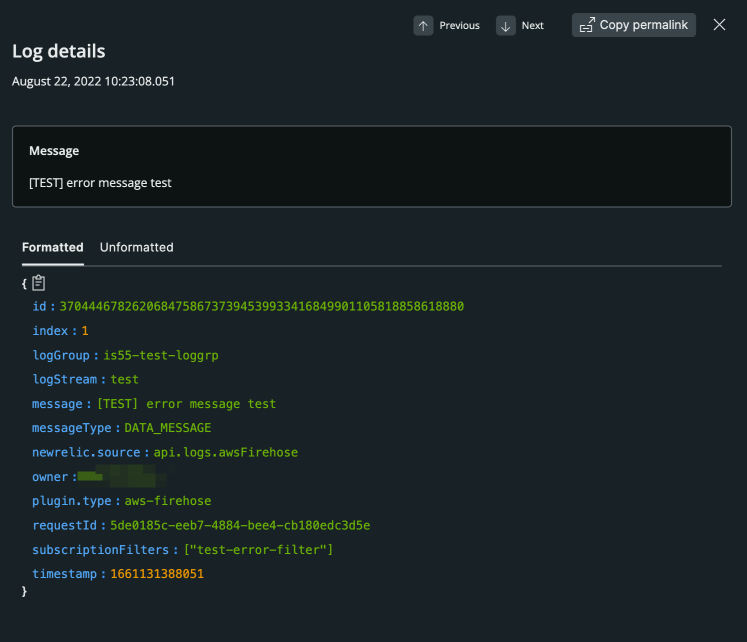 Previous Next Copy permalink
Log details
August 22, 2022 10:23:08.051
Message
[TEST] error message test
Formatted Unformatted
{
id : 37044467826206847586737394539933416849901105818858618880
index : 1
logGroup : is55-test-loggrp
logStream : test
message : [TEST] error message test
messageType : DATA_MESSAGE
newrelic.source : api.logs.awsFirehose
owner :
plugin.type : aws-firehose
requestId : 5de0185c-eeb7-4884-bee4-cb180edc3d5e
subscriptionFilters : ["test-error-filter"]
timestamp : 1661131388051
}